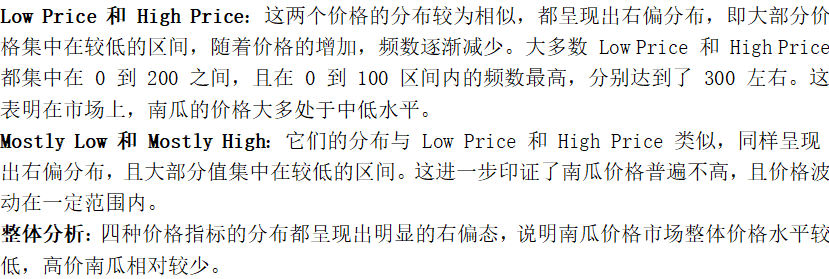 Low Price 和 High Price：这两个价格的分布较为相似，都呈现出右偏分布，即大部分价
格集中在较低的区间，随着价格的增加，频数逐渐减少。大多数 Low Price 和 High Price
都集中在 0 到 200 之间，且在 0 到 100 区间内的频数最高，分别达到了 300 左右。这
表明在市场上，南瓜的价格大多处于中低水平。
Mostly Low 和 Mostly High：它们的分布与 Low Price 和 High Price 类似，同样呈现
出右偏分布，且大部分值集中在较低的区间。这进一步印证了南瓜价格普遍不高，且价格波
动在一定范围内。
整体分析：四种价格指标的分布都呈现出明显的右偏态，说明南瓜价格市场整体价格水平较
低，高价南瓜相对较少。